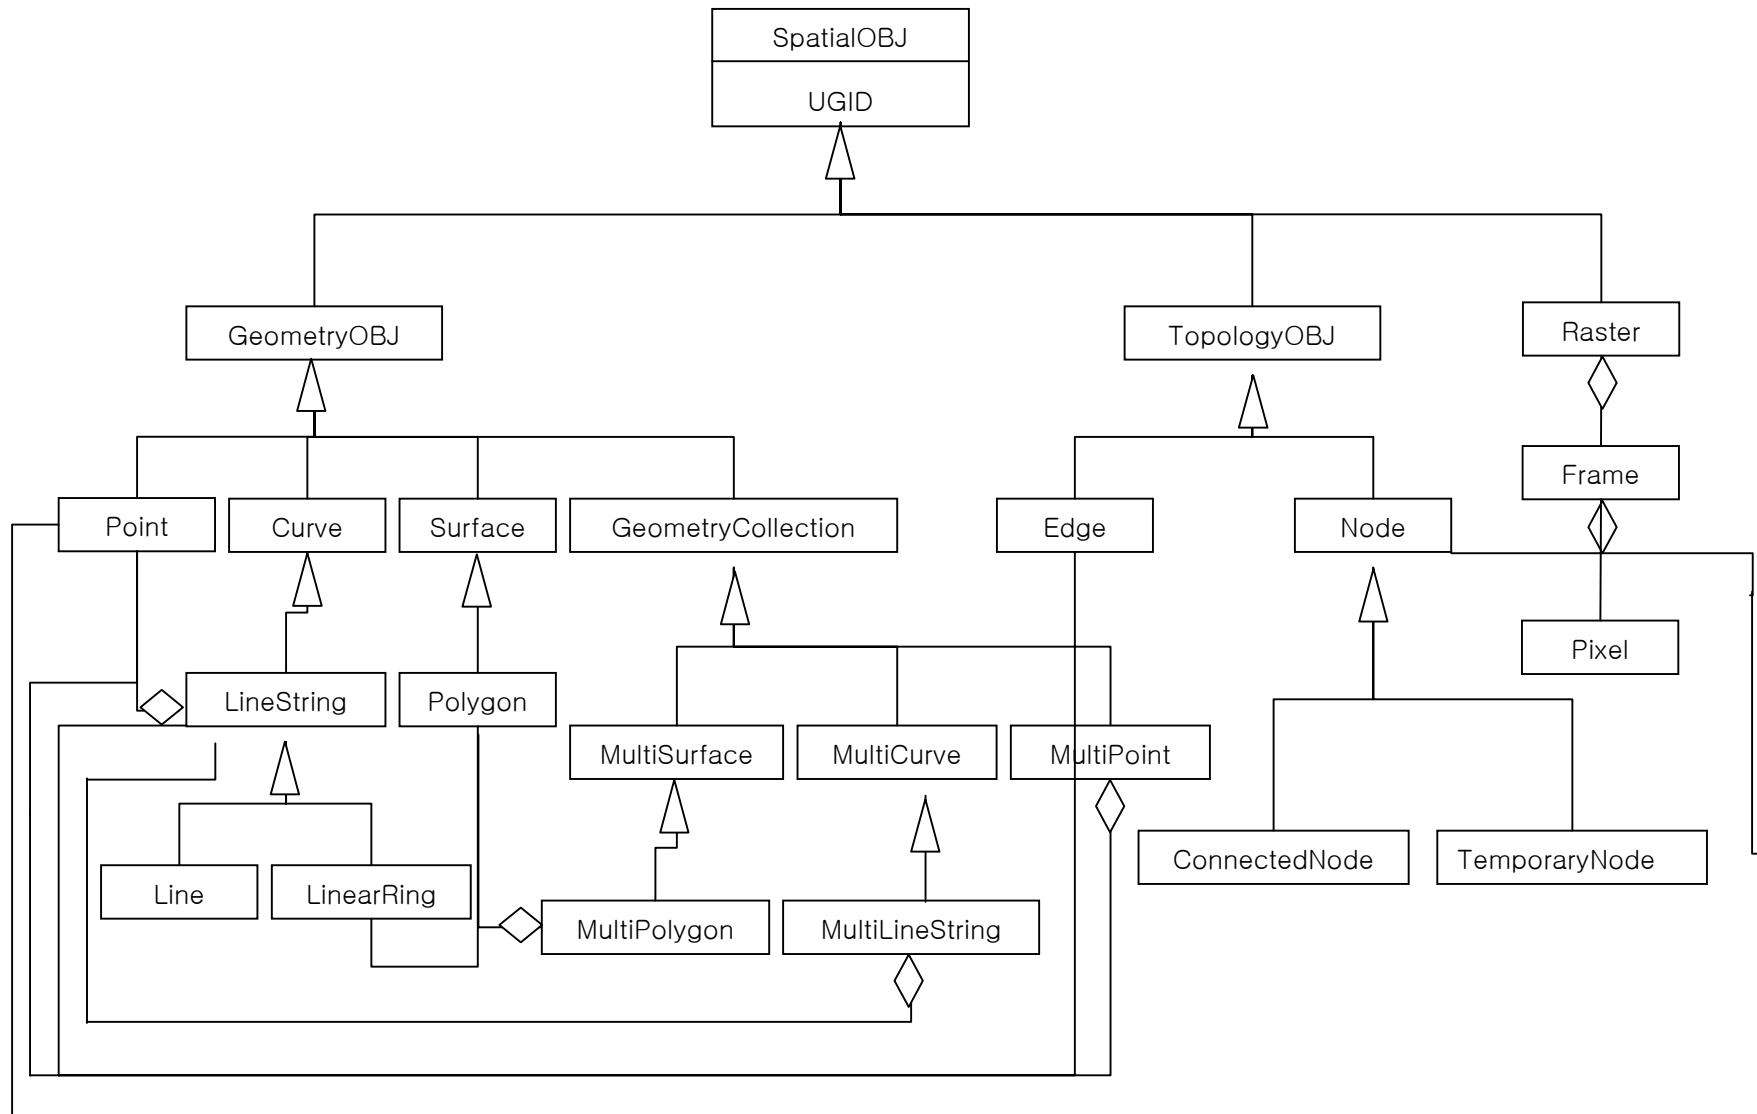 SpatialOBJ
UGID
GeometryOBJ
TopologyOBJ
Raster
Frame
Point
Curve
Surface
GeometryCollection
Edge
Node
Pixel
LineString
Polygon
MultiSurface
MultiCurve
MultiPoint
ConnectedNode
TemporaryNode
Line
LinearRing
MultiPolygon
MultiLineString